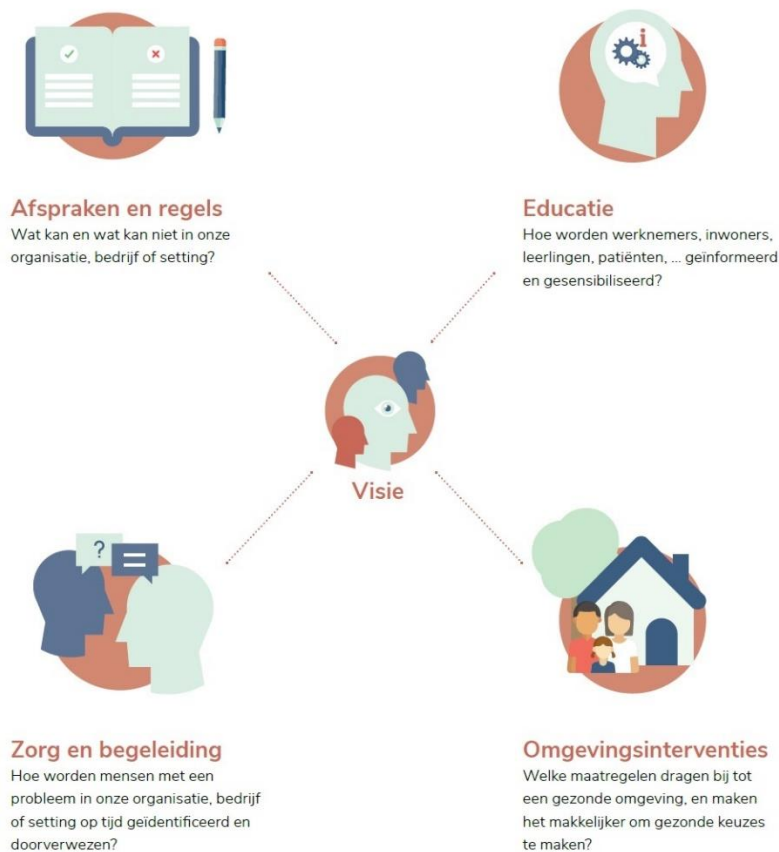 Afspraken en regels
Wat kan en wat kan niet in onze
organisatie, bedrijf of setting?
i
Educatie
Hoe worden werknemers, inwoners,
leerlingen, patiënten, ... geïnformeerd
en gesensibiliseerd?
Visie
?
=
Zorg en begeleiding
Hoe worden mensen met een
probleem in onze organisatie, bedrijf
of setting op tijd geïdentificeerd en
doorverwezen?
Omgevingsinterventies
Welke maatregelen dragen bij tot
een gezonde omgeving, en maken
het makkelijker om gezonde keuzes
te maken?